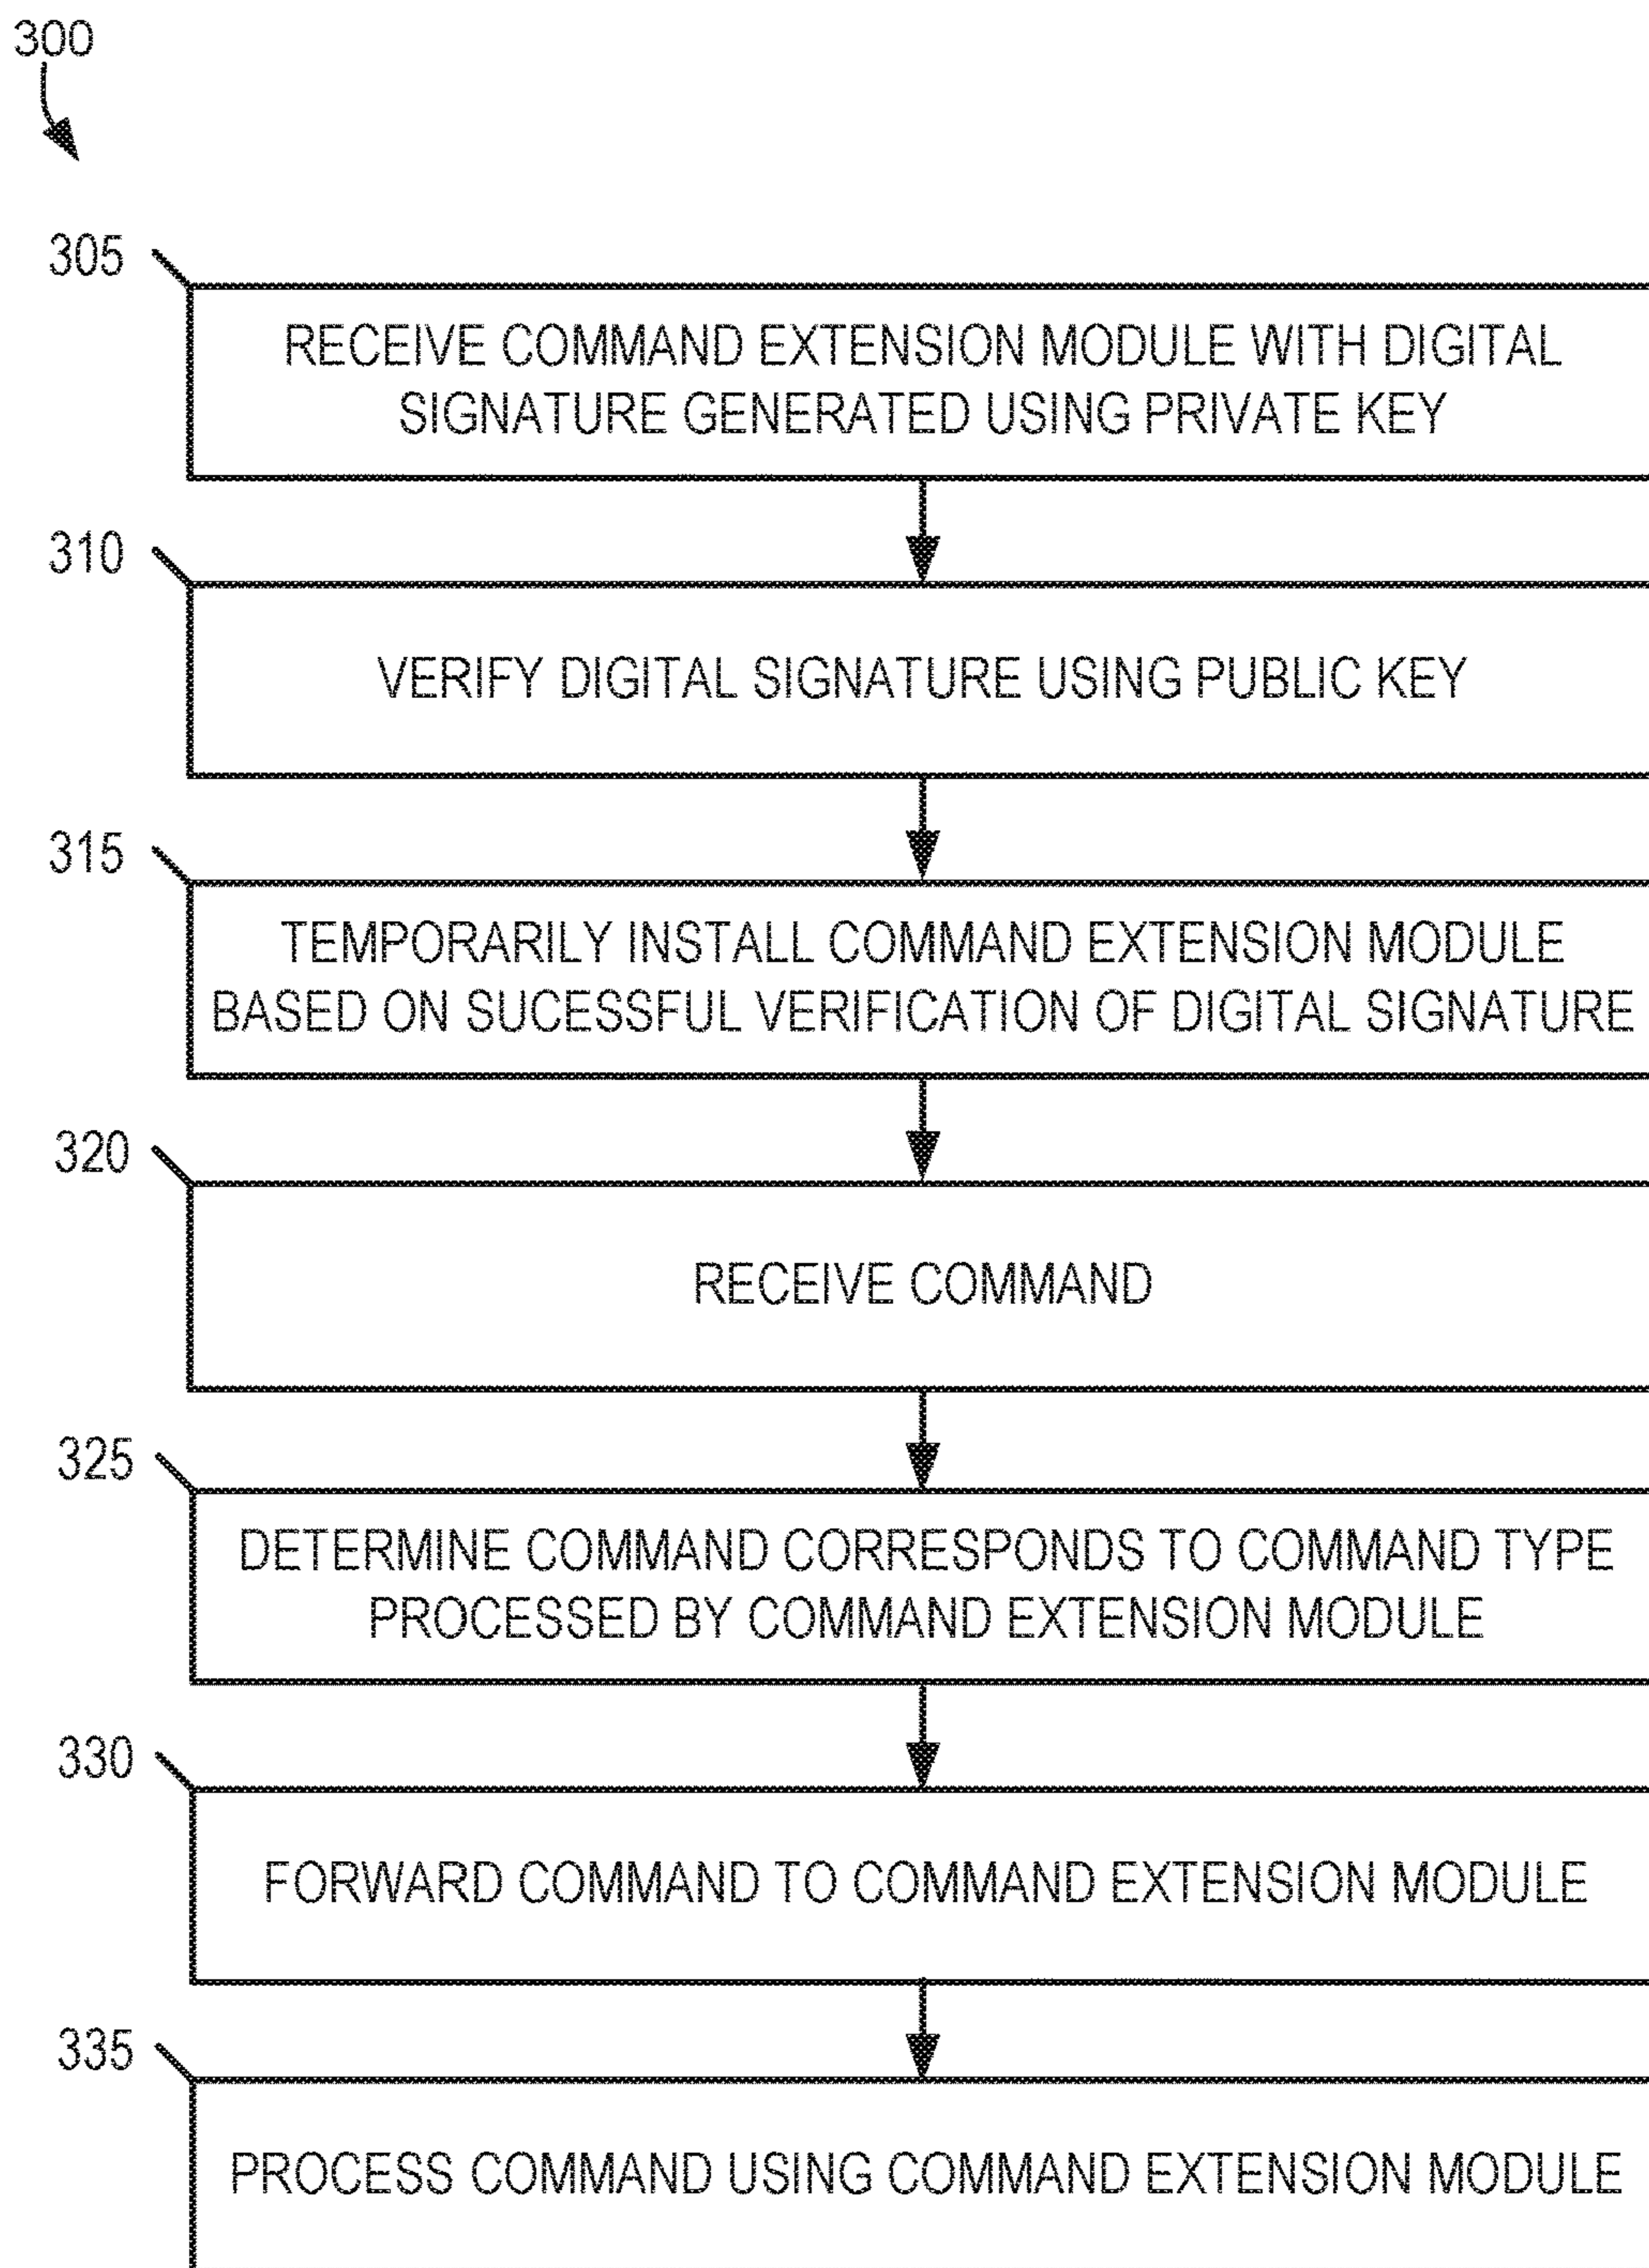 300
305
RECEIVE COMMAND EXTENSION MODULE WITH DIGITAL
SIGNATURE GENERATED USING PRIVATE KEY
310
VERIFY DIGITAL SIGNATURE USING PUBLIC KEY
315
TEMPORARILY INSTALL COMMAND EXTENSION MODULE
BASED ON SUCESSFUL VERIFICATION OF DIGITAL SIGNATURE
320
RECEIVE COMMAND
325
DETERMINE COMMAND CORRESPONDS TO COMMAND TYPE
PROCESSED BY COMMAND EXTENSION MODULE
330
FORWARD COMMAND TO COMMAND EXTENSION MODULE
335
PROCESS COMMAND USING COMMAND EXTENSION MODULE